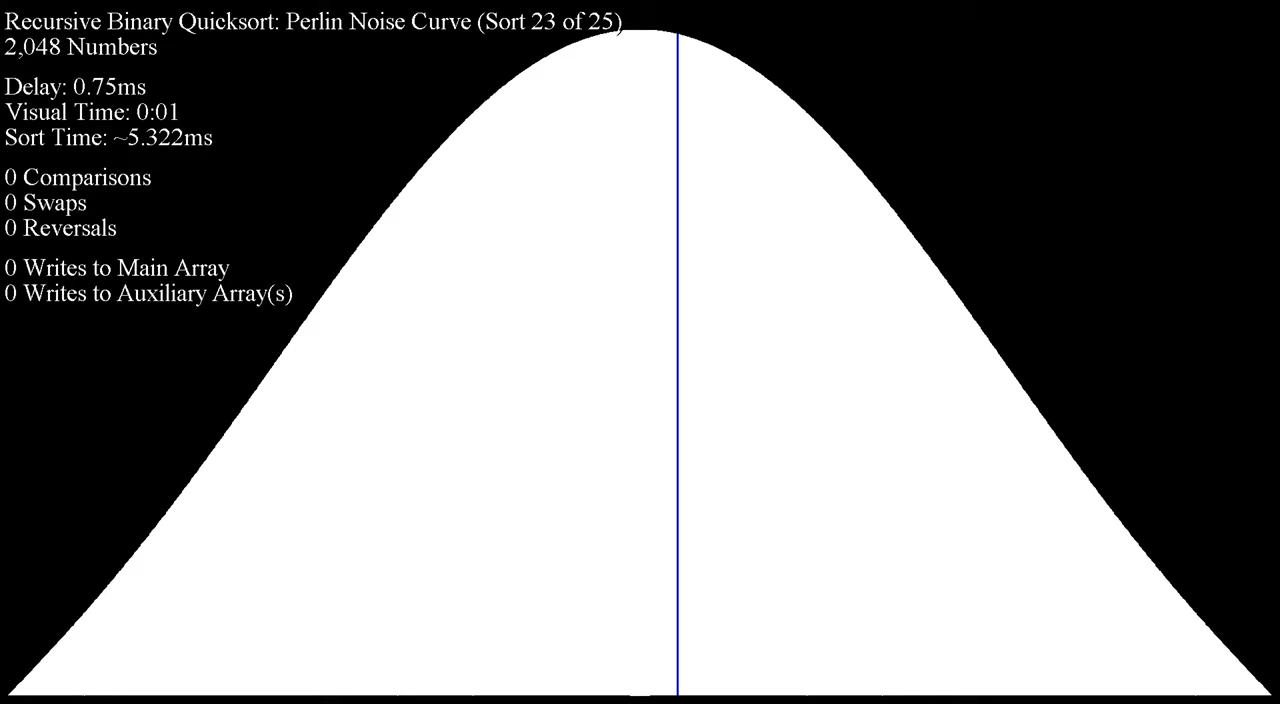 Recursive Binary Quicksort: Perlin Noise Curve (Sort 23 of 25)
2,048 Numbers
Delay: 0.75ms
Visual Time: 0:01
Sort Time: ~5.322ms
0 Comparisons
0 Swaps
0 Reversals
0 Writes to Main Array
0 Writes to Auxiliary Array(s)